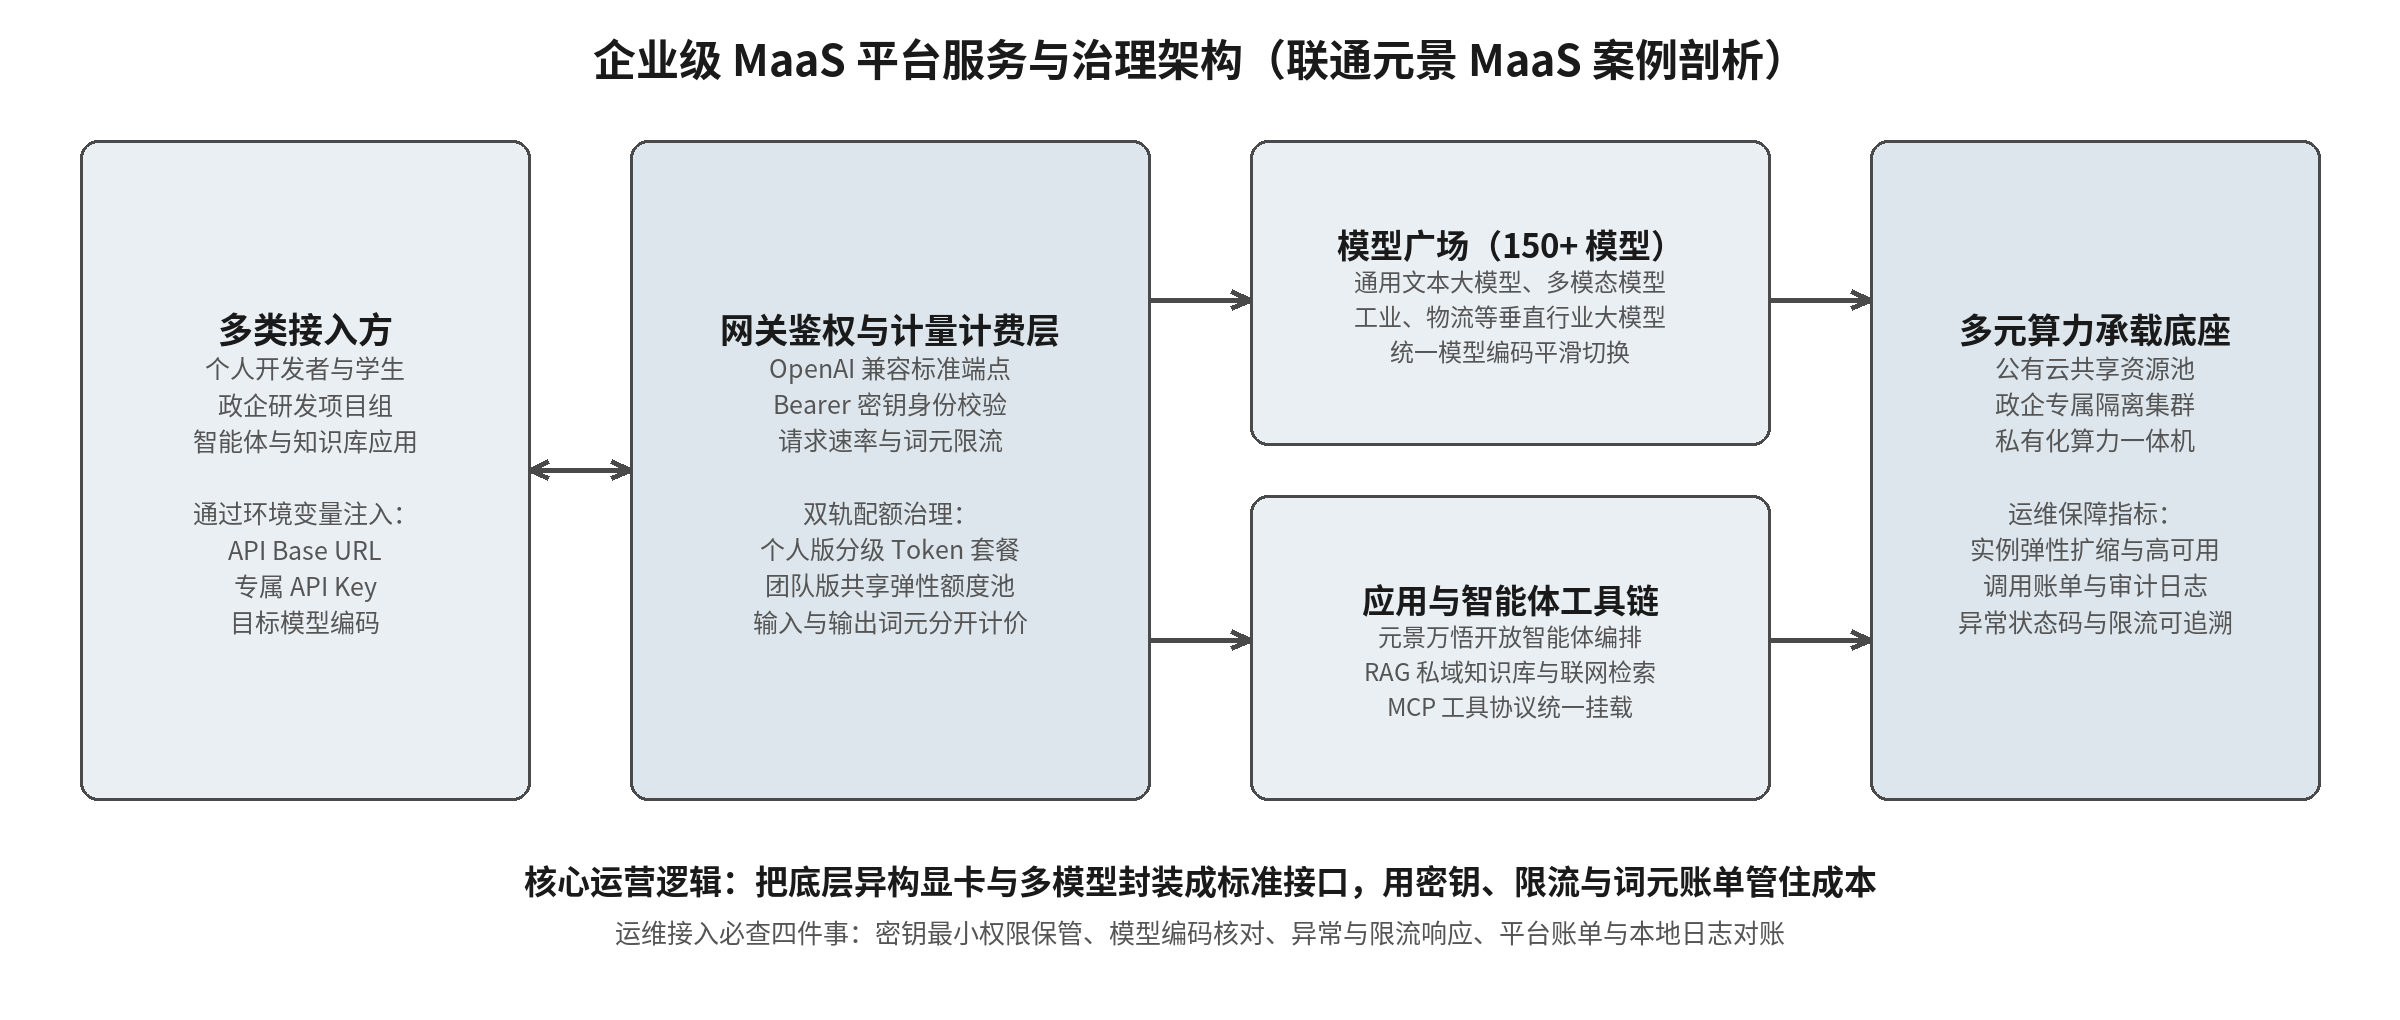 企业级 MaaS 平台服务与治理架构（联通元景 MaaS 案例剖析）
多类接入方
个人开发者与学生
政企研发项目组
智能体与知识库应用
通过环境变量注入：
API Base URL
专属 API Key
目标模型编码
网关鉴权与计量计费层
OpenAI 兼容标准端点
Bearer 密钥身份校验
请求速率与词元限流
双轨配额治理：
个人版分级 Token 套餐
团队版共享弹性额度池
输入与输出词元分开计价
模型广场（150+ 模型）
通用文本大模型、多模态模型
工业、物流等垂直行业大模型
统一模型编码平滑切换
应用与智能体工具链
元景万悟开放智能体编排
RAG 私域知识库与联网检索
MCP 工具协议统一挂载
多元算力承载底座
公有云共享资源池
政企专属隔离集群
私有化算力一体机
运维保障指标：
实例弹性扩缩与高可用
调用账单与审计日志
异常状态码与限流可追溯
核心运营逻辑：把底层异构显卡与多模型封装成标准接口，用密钥、限流与词元账单管住成本
运维接入必查四件事：密钥最小权限保管、模型编码核对、异常与限流响应、平台账单与本地日志对账